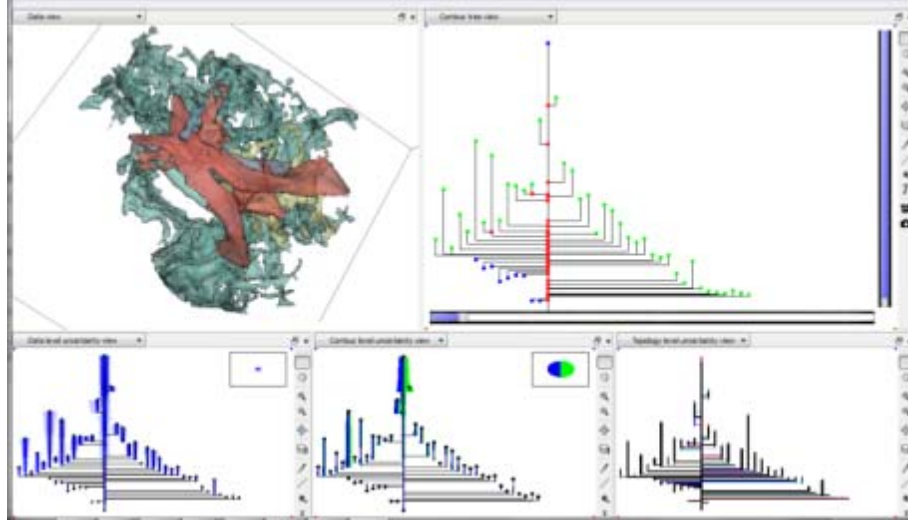 Data view
Contour tree view
Data level uncertainty view
Contour level uncertainty view
Topology level uncertainty view